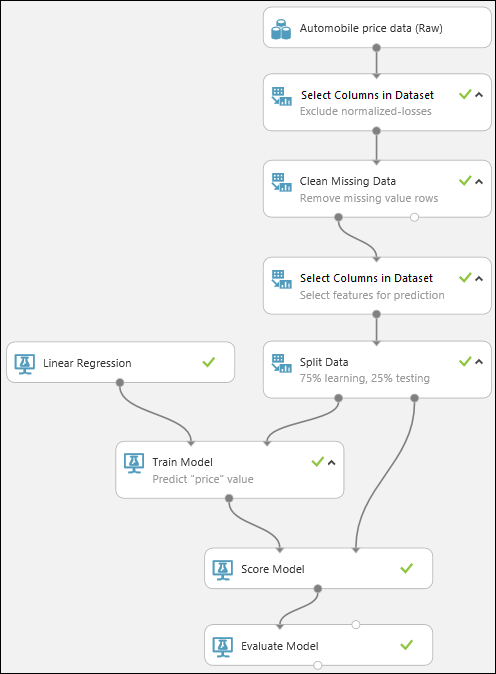 Automobile price data (Raw)
Select Columns in Dataset
Exclude normalized-losses
Clean Missing Data
Remove missing value rows
Select Columns in Dataset
Select features for prediction
Linear Regression
Split Data
75% learning, 25% testing
Train Model
Predict "price" value
Score Model
Evaluate Model